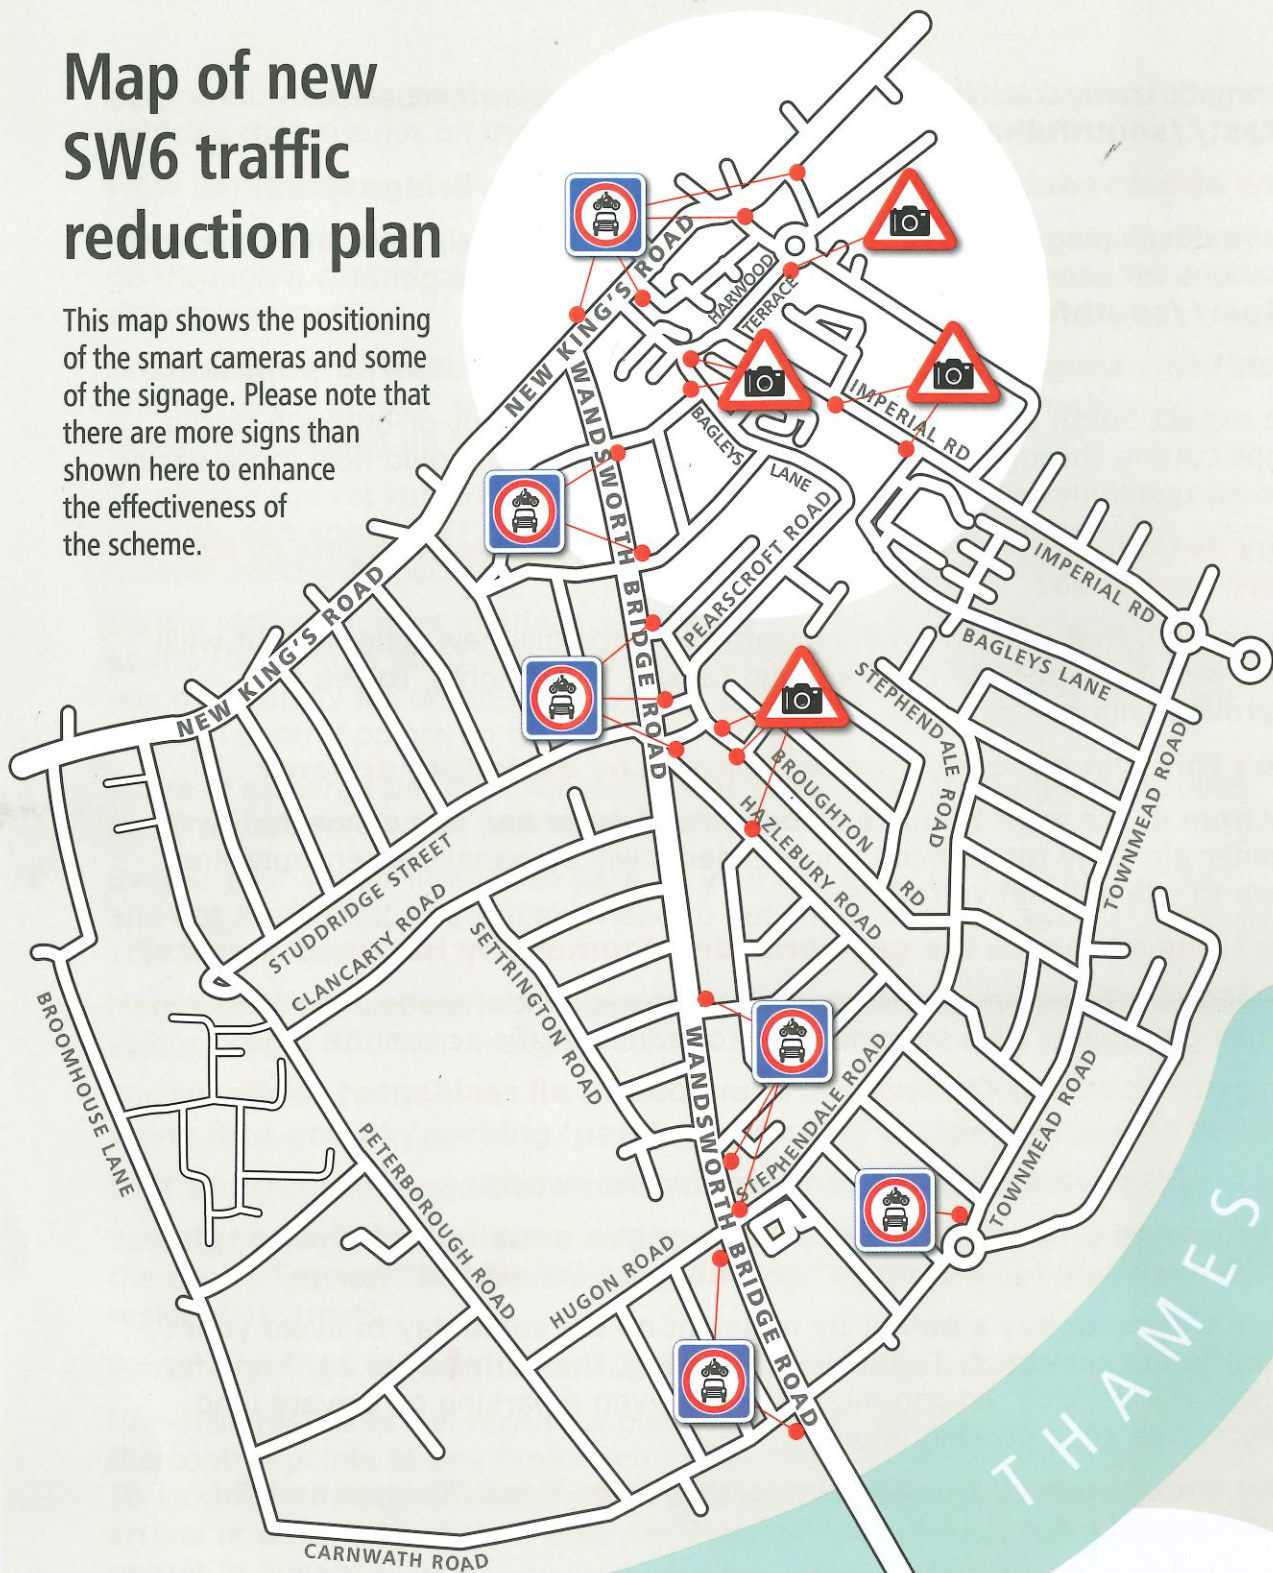 Map of new
SW6 traffic
reduction plan
This map shows the positioning
of the smart cameras and some
of the signage. Please note that
there are more signs than
shown here to enhance
the effectiveness of
the scheme.
NEW KING'S ROAD
HARWOOD
TERRACE
WANDSWORTH BRIDGE ROAD
BAGLEYS
LANE
IMPERIAL RD
PEARSCROFT ROAD
IMPERIAL RD
BAGLEYS LANE
NEW KING'S ROAD
STEPHENDALE ROAD
TOWNMEAD ROAD
BROUGHTON
RD
HAZLEBURY ROAD
STUDDRIDGE STREET
CLANCARTY ROAD
SETTRINGTON ROAD
BROOMHOUSE LANE
WANDSWORTH BRIDGE ROAD
STEPHENDALE ROAD
TOWNMEAD ROAD
PETERBOROUGH ROAD
HUGON ROAD
THAMES
CARNWATH ROAD